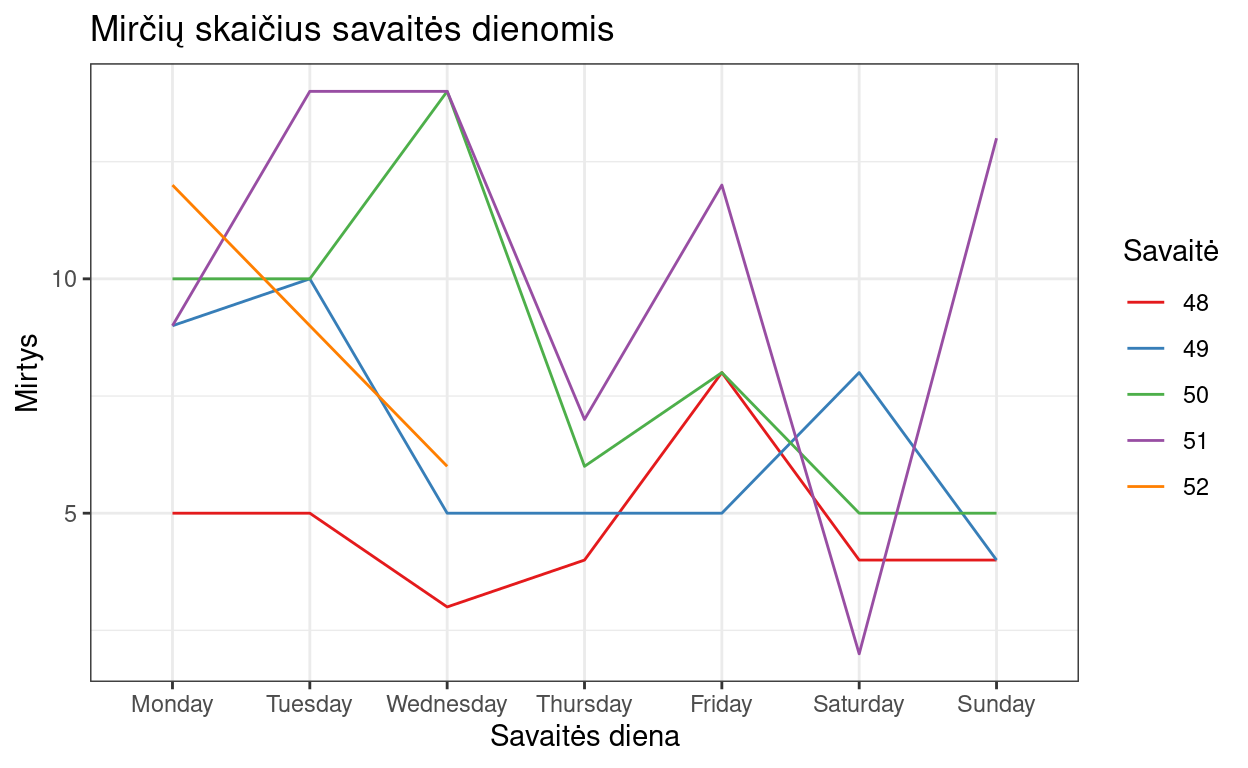 Mirčių skaičius savaitės dienomis
Mirtys
10
5
Monday Tuesday Wednesday Thursday Friday Saturday Sunday
Savaitės diena
Savaitė
48
49
50
51
52